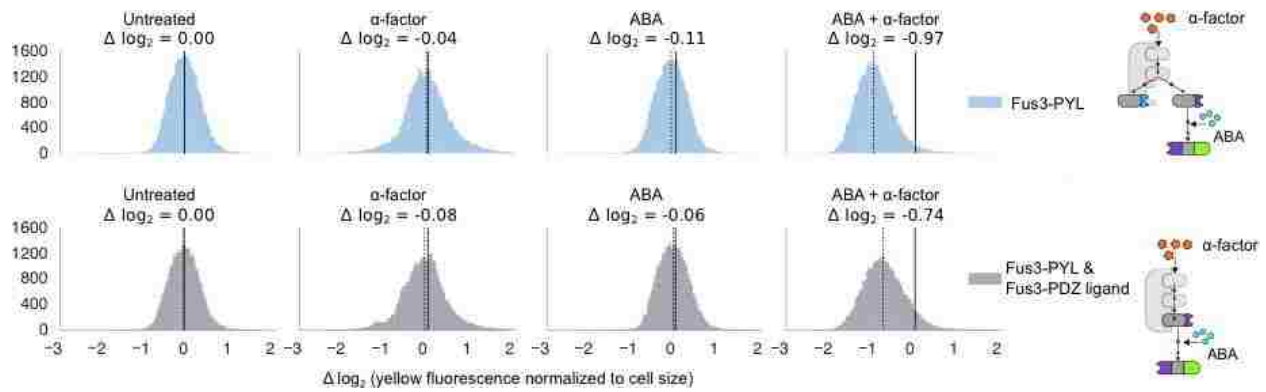 Untreated
Δ log₂ = 0.00
α-factor
Δ log₂ = -0.04
ABA
Δ log₂ = -0.11
ABA + α-factor
Δ log₂ = -0.97
α-factor
1600
1200
800
400
0
Fus3-PYL
ABA
Untreated
Δ log₂ = 0.00
α-factor
Δ log₂ = -0.08
ABA
Δ log₂ = -0.06
ABA + α-factor
Δ log₂ = -0.74
α-factor
1600
1200
800
400
0
Fus3-PYL &
Fus3-PDZ ligand
ABA
−3 −2 −1 0 1 2 −3 −2 −1 0 1 2 −3 −2 −1 0 1 2 −3 −2 −1 0 1 2
Δ log₂ (yellow fluorescence normalized to cell size)